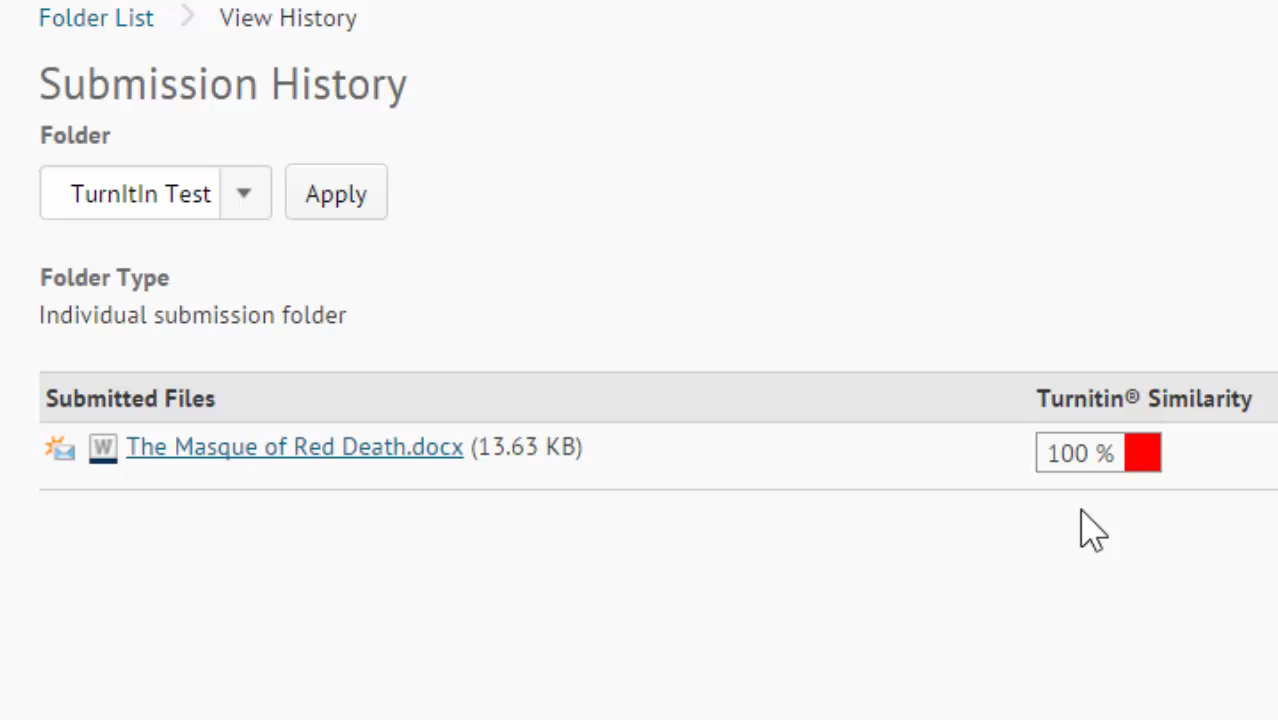 Folder List > View History
Submission History
Folder
TurnItIn Test Apply
Folder Type
Individual submission folder
Submitted Files Turnitin® Similarity
W The Masque of Red Death.docx (13.63 KB) 100 %